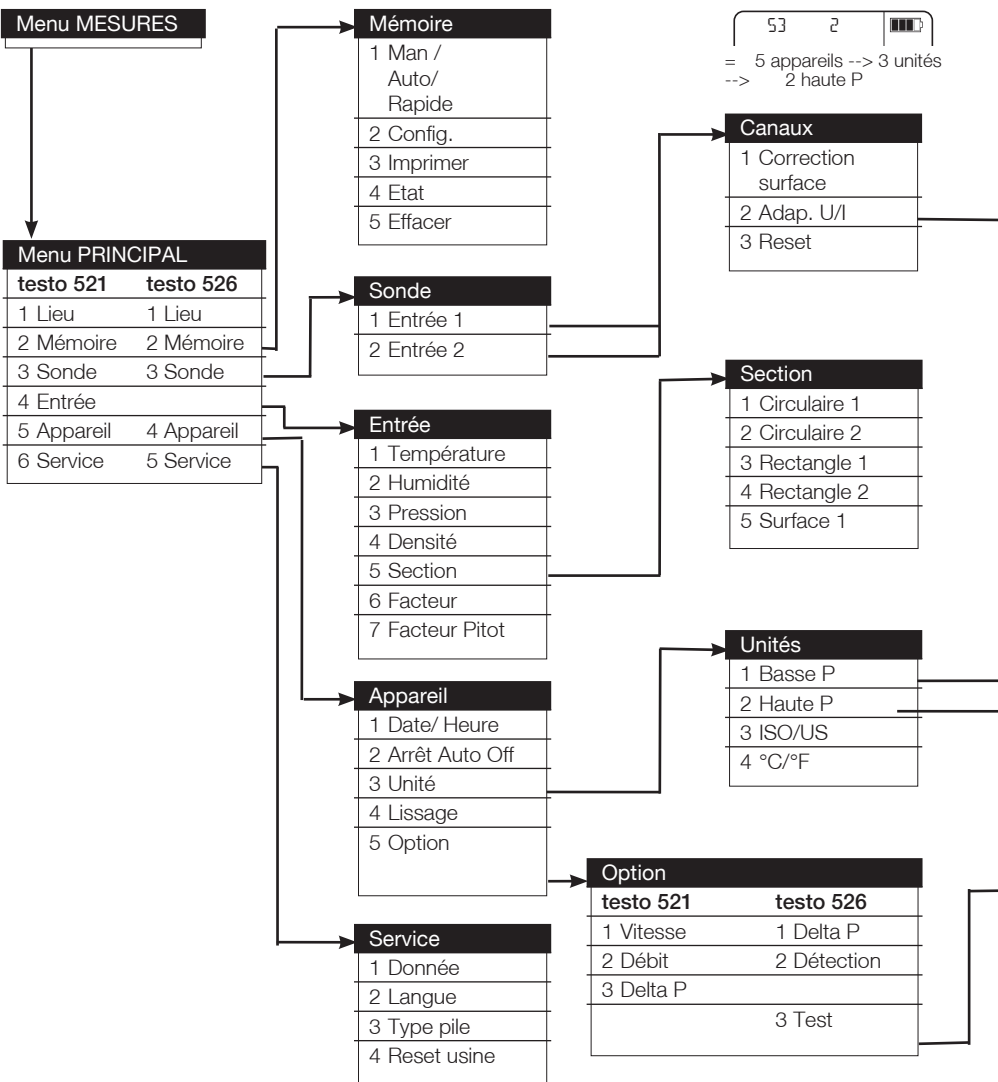 Menu MESURES
Menu PRINCIPAL
testo 521 testo 526
1 Lieu 1 Lieu
2 Mémoire 2 Mémoire
3 Sonde 3 Sonde
4 Entrée
5 Appareil 4 Appareil
6 Service 5 Service
Mémoire
1 Man /
Auto/
Rapide
2 Config.
3 Imprimer
4 Etat
5 Effacer
Sonde
1 Entrée 1
2 Entrée 2
Entrée
1 Température
2 Humidité
3 Pression
4 Densité
5 Section
6 Facteur
7 Facteur Pitot
Appareil
1 Date/ Heure
2 Arrêt Auto Off
3 Unité
4 Lissage
5 Option
Service
1 Donnée
2 Langue
3 Type pile
4 Reset usine
53 2
= 5 appareils --> 3 unités
--> 2 haute P
Canaux
1 Correction
surface
2 Adap. U/I
3 Reset
Section
1 Circulaire 1
2 Circulaire 2
3 Rectangle 1
4 Rectangle 2
5 Surface 1
Unités
1 Basse P
2 Haute P
3 ISO/US
4 °C/°F
Option
testo 521 testo 526
1 Vitesse 1 Delta P
2 Débit 2 Détection
3 Delta P
3 Test